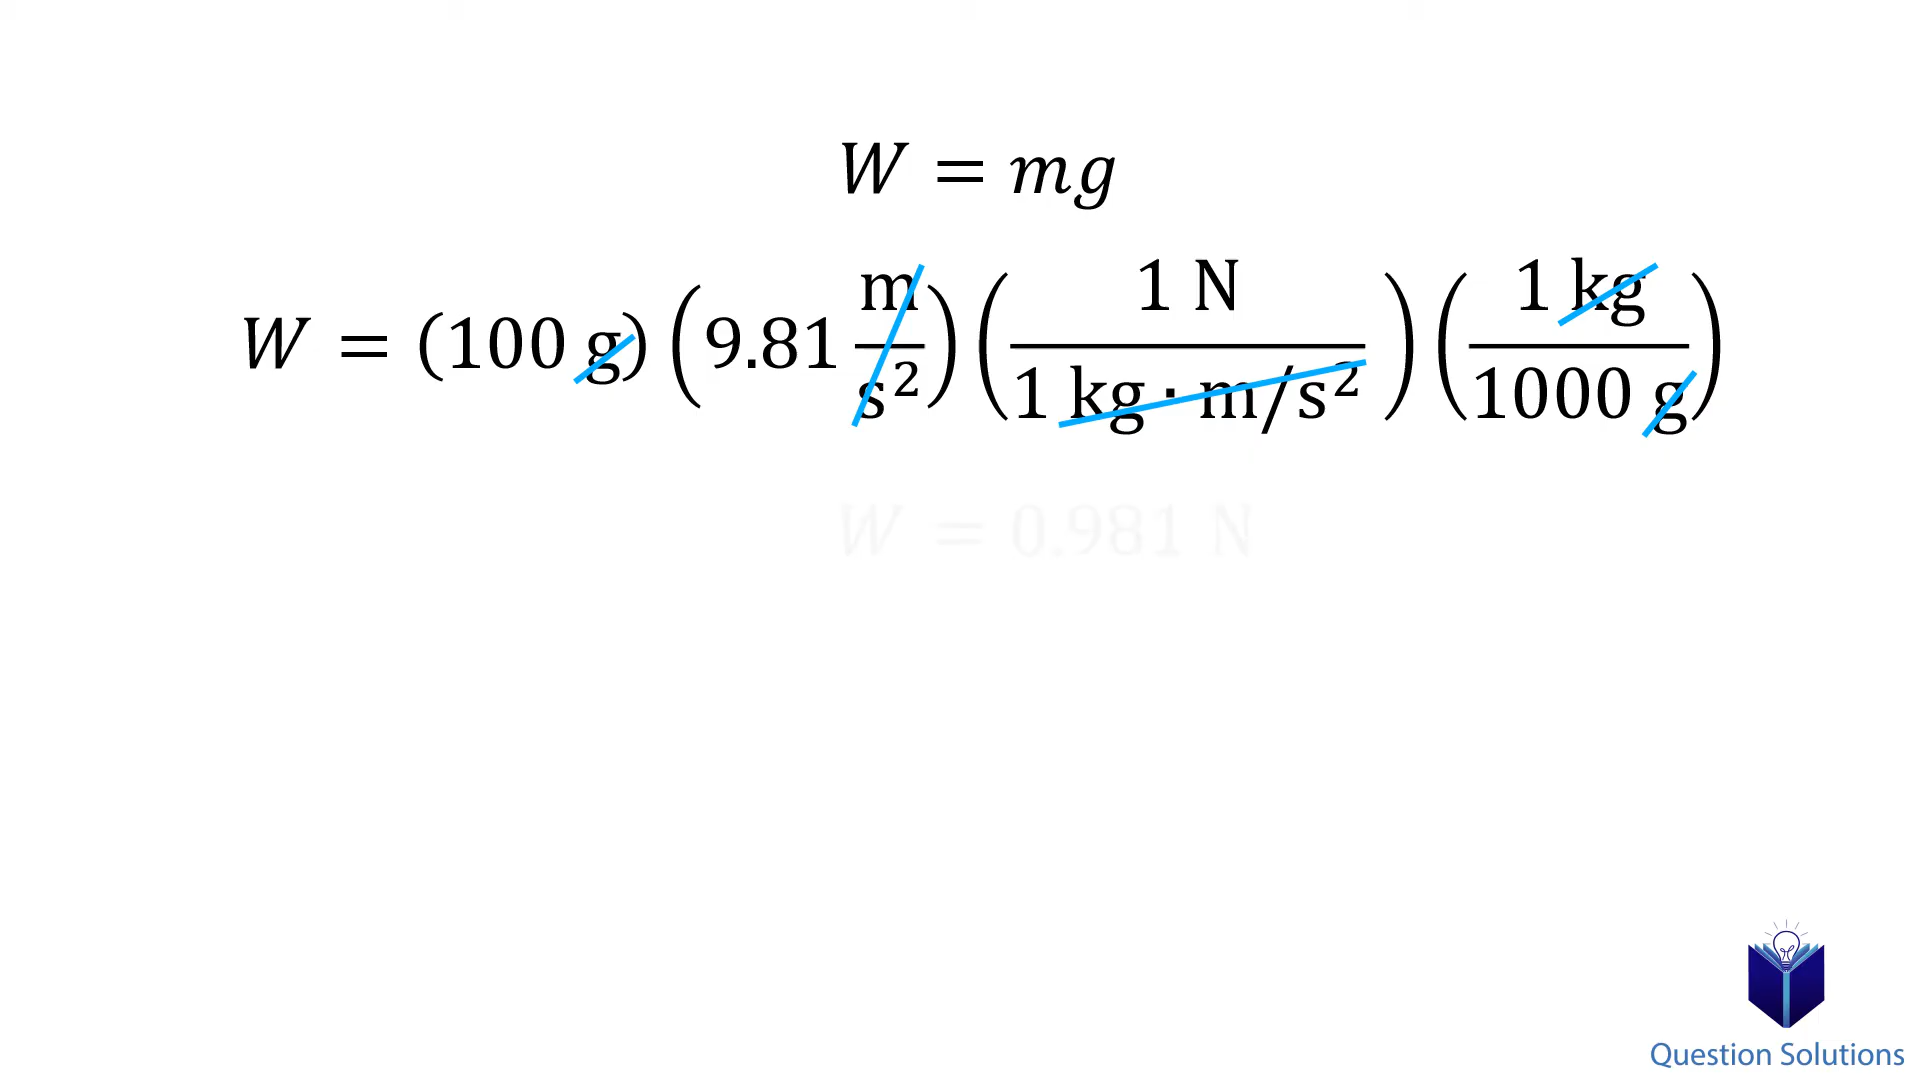 W = mg
W = (100 g) (9.81 m/s²) (1 N / 1 kg · m/s²) (1 kg / 1000 g)
W = 0.981 N
Question Solutions